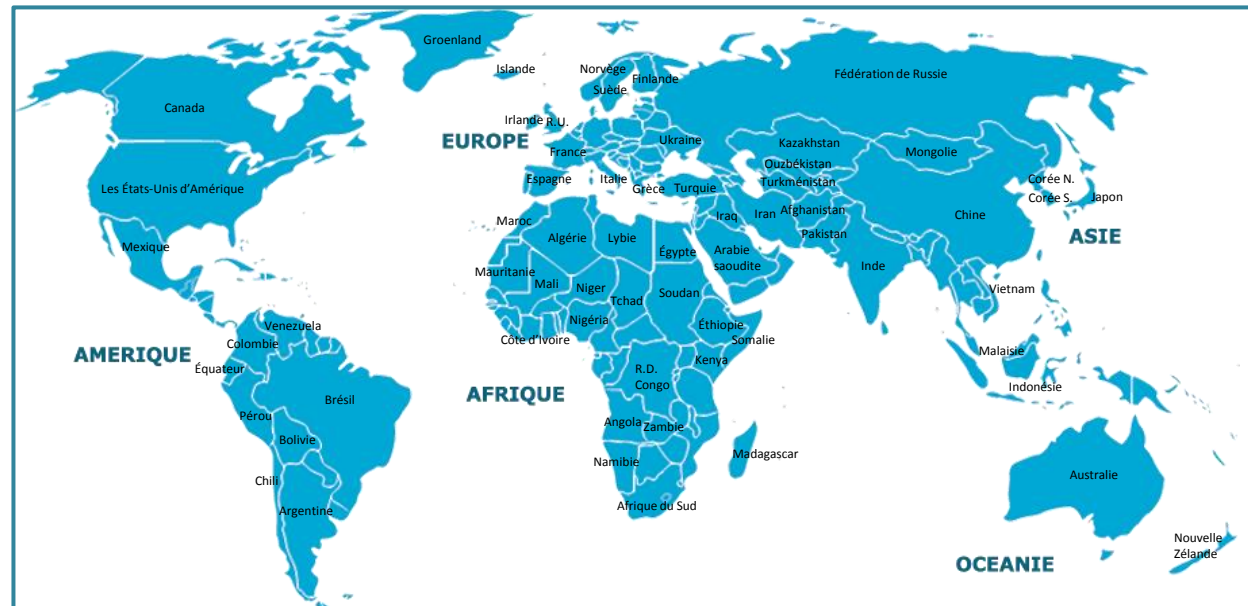 Groenland
Islande
Norvège
Suède
Finlande
Fédération de Russie
Canada
Irlande
R.U.
EUROPE
France
Ukraine
Kazakhstan
Mongolie
Ouzbékistan
Les États-Unis d'Amérique
Espagne
Italie
Grèce
Turquie
Turkménistan
Corée N.
Corée S.
Japon
Mexique
Maroc
Algérie
Lybie
Égypte
Iraq
Iran
Afghanistan
Pakistan
Chine
ASIE
Arabie
saoudite
Inde
Mauritanie
Mali
Niger
Tchad
Soudan
Vietnam
Venezuela
Colombie
Nigéria
Côte d'Ivoire
Éthiopie
Somalie
AMERIQUE
Équateur
Kenya
Malaisie
Indonésie
R.D.
Congo
AFRIQUE
Brésil
Pérou
Bolivie
Angola
Zambie
Namibie
Madagascar
Chili
Argentine
Afrique du Sud
Australie
Nouvelle
Zélande
OCEANIE